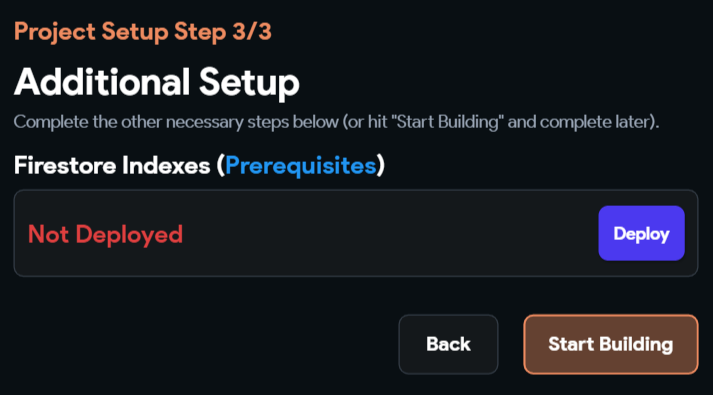 Project Setup Step 3/3
Additional Setup
Complete the other necessary steps below (or hit "Start Building" and complete later).
Firestore Indexes (Prerequisites)
Not Deployed
Deploy
Back
Start Building